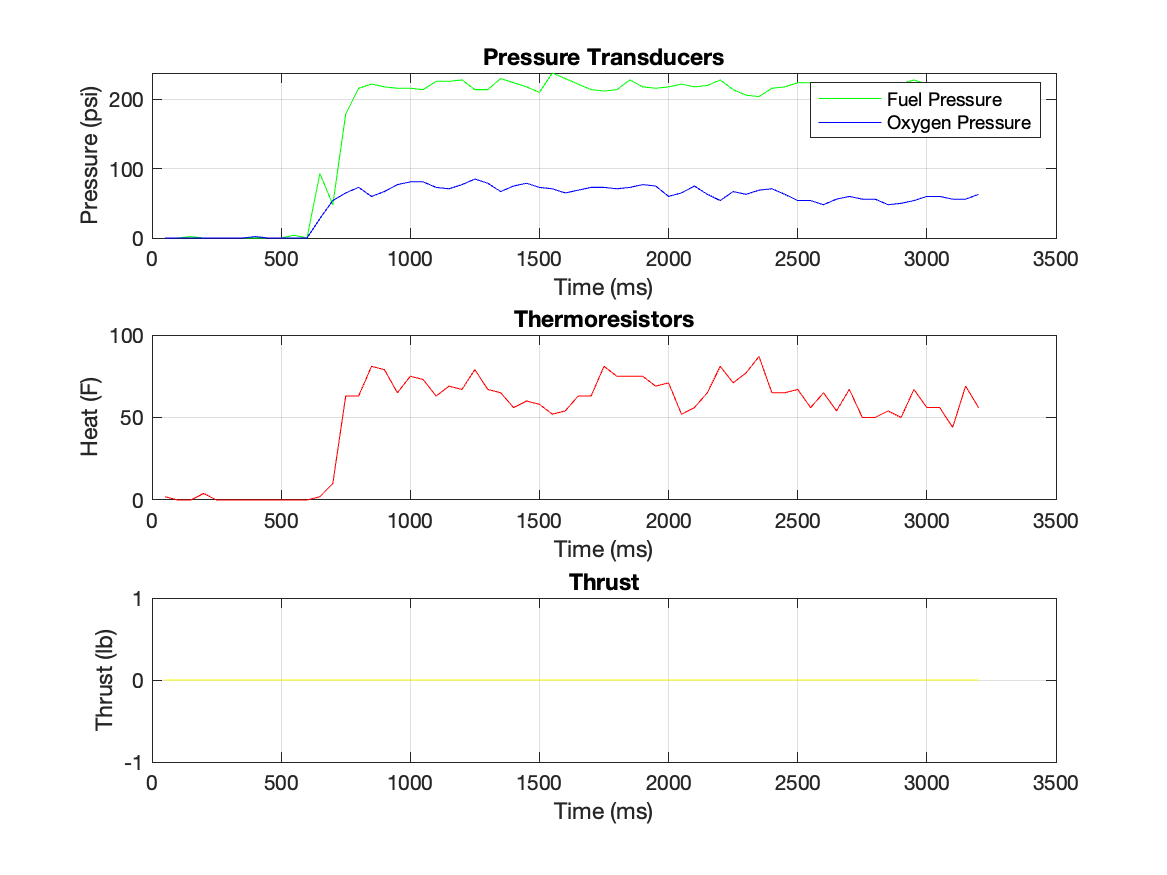 Pressure Transducers
Pressure (psi)
200
100
0
Fuel Pressure
Oxygen Pressure
0 500 1000 1500 2000 2500 3000 3500
Time (ms)
Thermoresistors
Heat (F)
100
50
0
0 500 1000 1500 2000 2500 3000 3500
Time (ms)
Thrust
Thrust (lb)
1
0
-1
0 500 1000 1500 2000 2500 3000 3500
Time (ms)